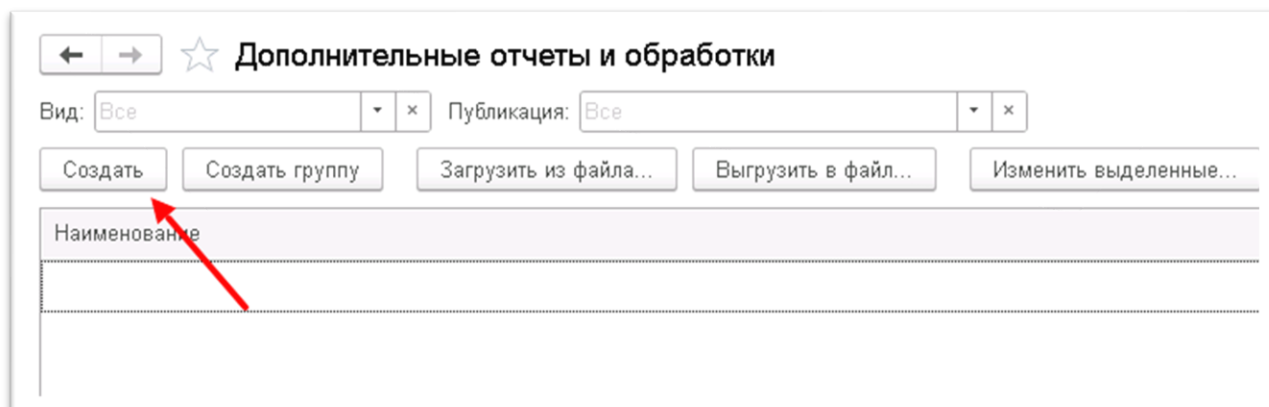 Дополнительные отчеты и обработки
Вид: Все Публикация: Все
Создать Создать группу Загрузить из файла... Выгрузить в файл... Изменить выделенные...
Наименование